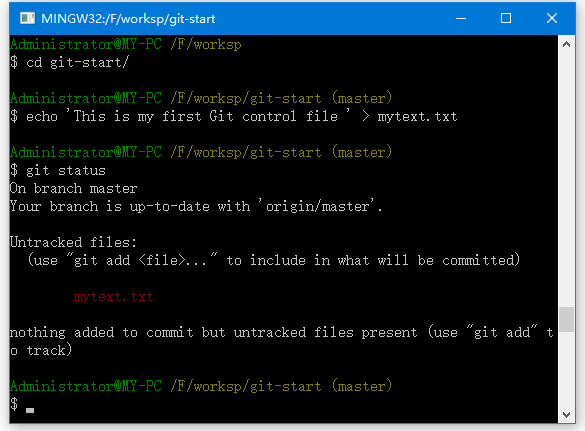 MINGW32:/F/worksp/git-start
Administrator@MY-PC /F/worksp
$ cd git-start/
Administrator@MY-PC /F/worksp/git-start (master)
$ echo 'This is my first Git control file ' > mytext.txt
Administrator@MY-PC /F/worksp/git-start (master)
$ git status
On branch master
Your branch is up-to-date with 'origin/master'.
Untracked files:
  (use "git add <file>..." to include in what will be committed)
        mytext.txt
nothing added to commit but untracked files present (use "git add" t
o track)
Administrator@MY-PC /F/worksp/git-start (master)
$